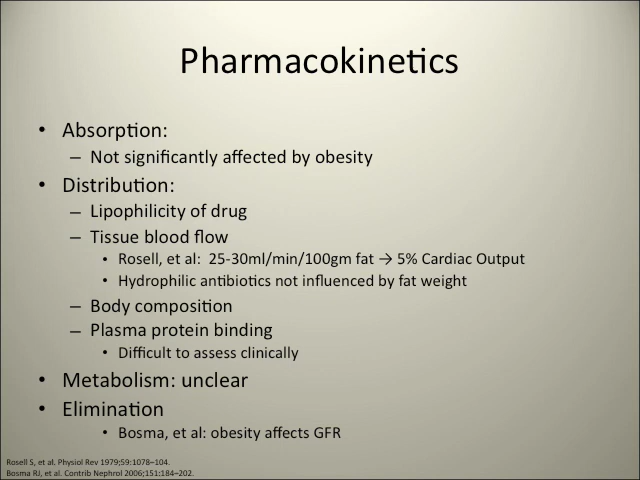 Pharmacokinetics
• Absorption:
– Not significantly affected by obesity
• Distribution:
– Lipophilicity of drug
– Tissue blood flow
• Rosell, et al: 25-30ml/min/100gm fat → 5% Cardiac Output
• Hydrophilic antibiotics not influenced by fat weight
– Body composition
– Plasma protein binding
• Difficult to assess clinically
• Metabolism: unclear
• Elimination
• Bosma, et al: obesity affects GFR
Rosell S, et al. Physiol Rev 1979;59:1078–104.
Bosma RJ, et al. Contrib Nephrol 2006;151:184–202.